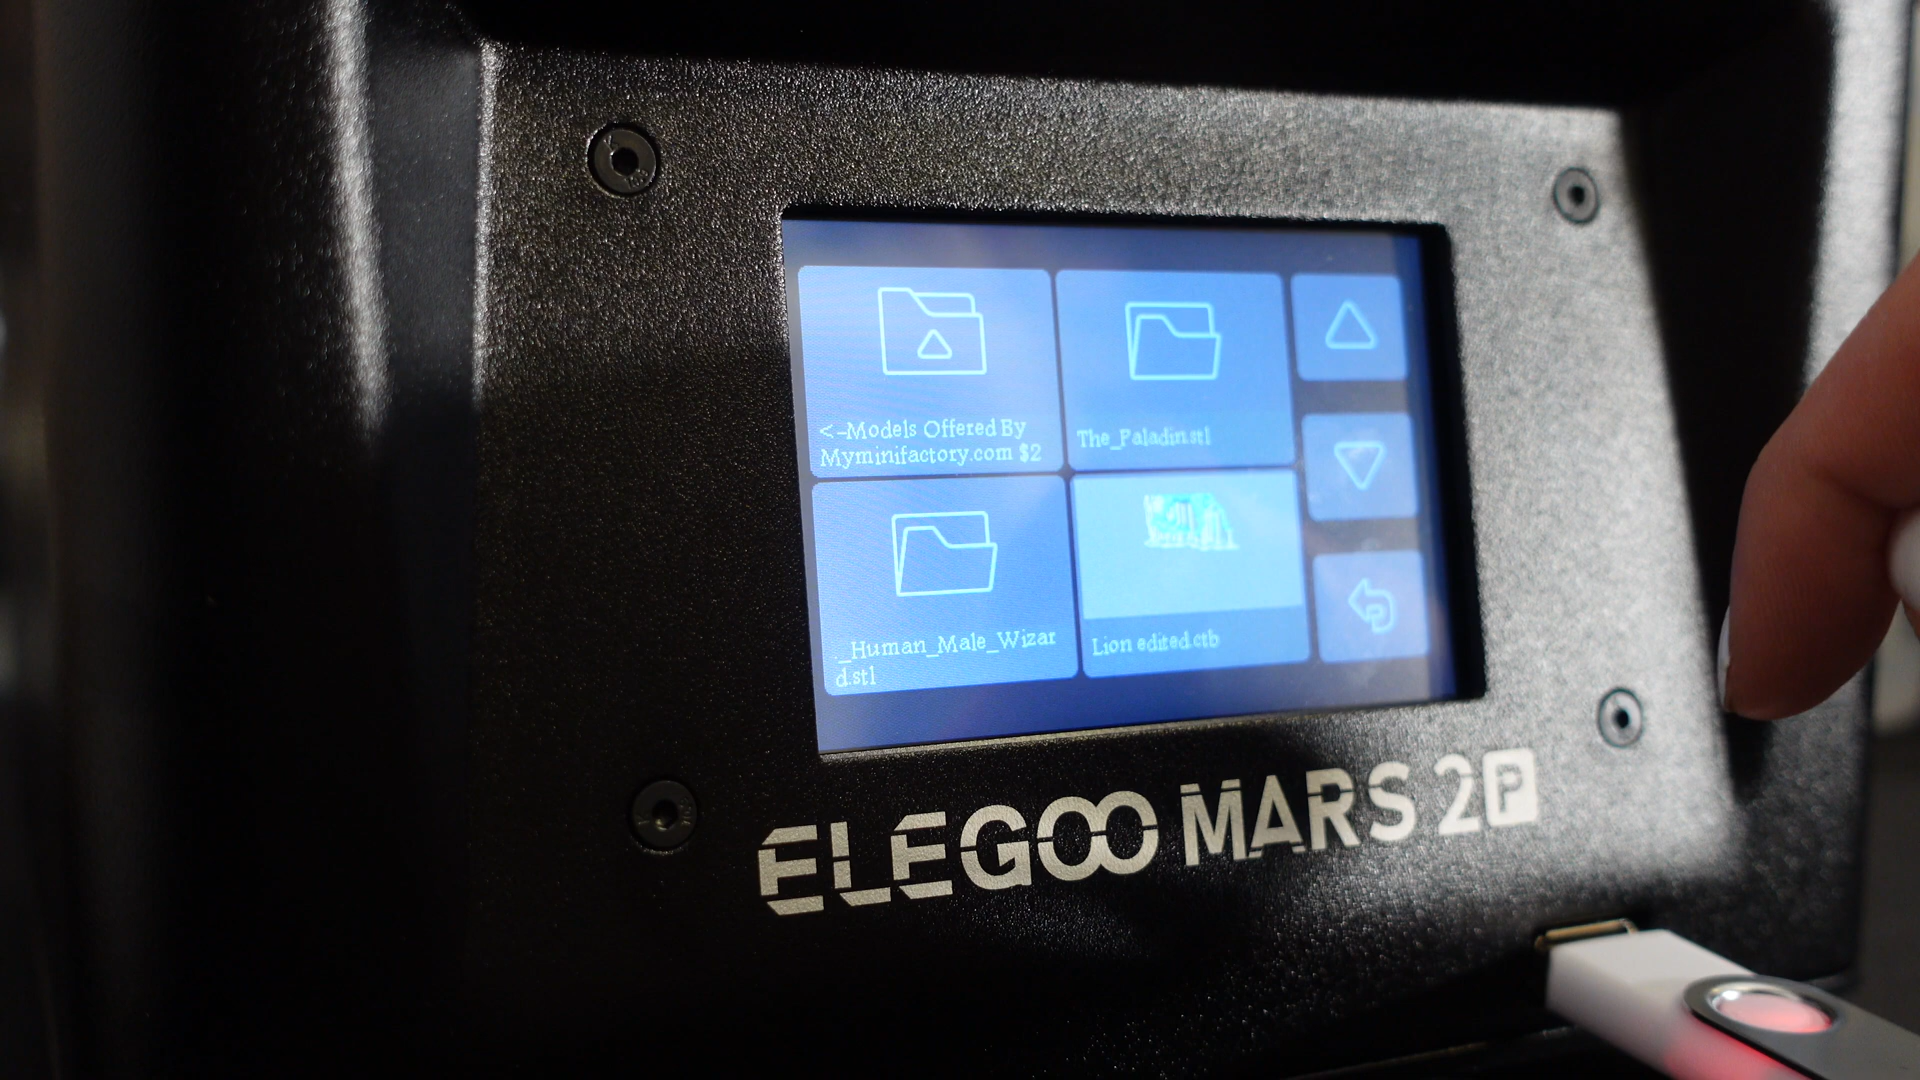 <-Models Offered By
Myminifactory.com $2
The_Paladin.stl
._Human_Male_Wizar
d.stl
Lion edited.ctb
ELEGOO MARS 2P